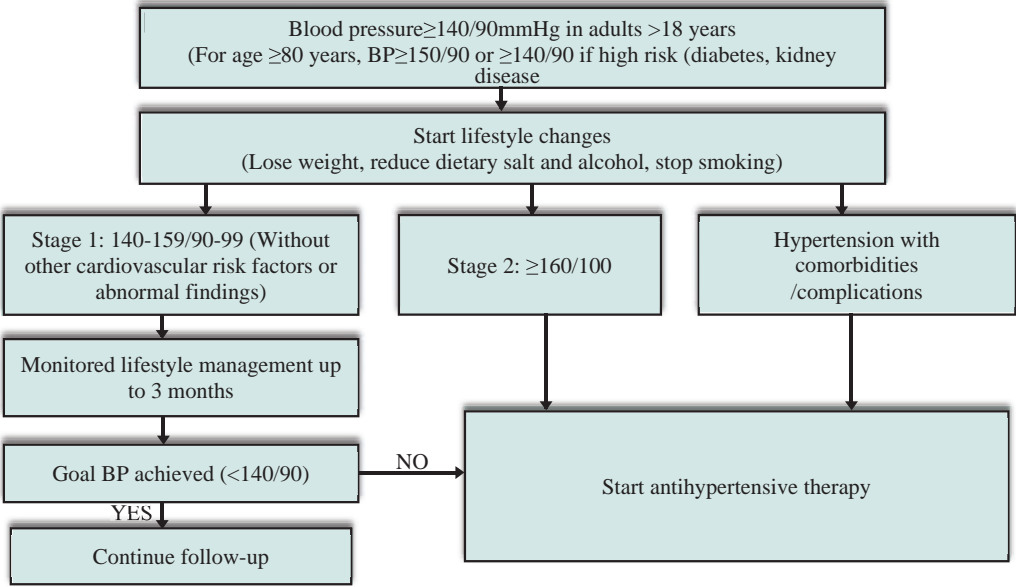 Blood pressure≥140/90mmHg in adults >18 years
(For age ≥80 years, BP≥150/90 or ≥140/90 if high risk (diabetes, kidney
disease
Start lifestyle changes
(Lose weight, reduce dietary salt and alcohol, stop smoking)
Stage 1: 140-159/90-99 (Without
other cardiovascular risk factors or
abnormal findings)
Stage 2: ≥160/100
Hypertension with
comorbidities
/complications
Monitored lifestyle management up
to 3 months
Goal BP achieved (<140/90)
NO
Start antihypertensive therapy
YES
Continue follow-up